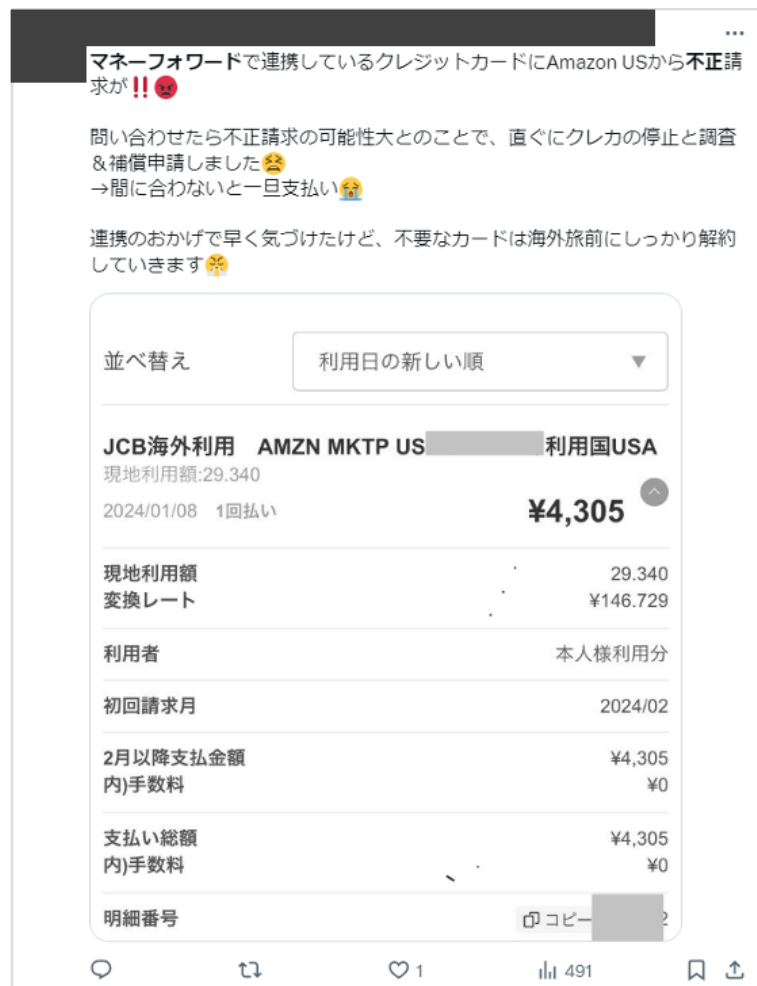 マネーフォワードで連携しているクレジットカードにAmazon USから不正請
求が‼️😡
問い合わせたら不正請求の可能性大とのことで、直ぐにクレカの停止と調査
&補償申請しました😫
→間に合わないと一旦支払い😭
連携のおかげで早く気づけたけど、不要なカードは海外旅前にしっかり解約
していきます😤
並べ替え 利用日の新しい順 ▼
JCB海外利用 AMZN MKTP US 利用国USA
現地利用額:29.340
2024/01/08 1回払い ¥4,305
現地利用額 29.340
変換レート ¥146.729
利用者 本人様利用分
初回請求月 2024/02
2月以降支払金額 ¥4,305
内)手数料 ¥0
支払い総額 ¥4,305
内)手数料 ¥0
明細番号 コピー 2
1 491